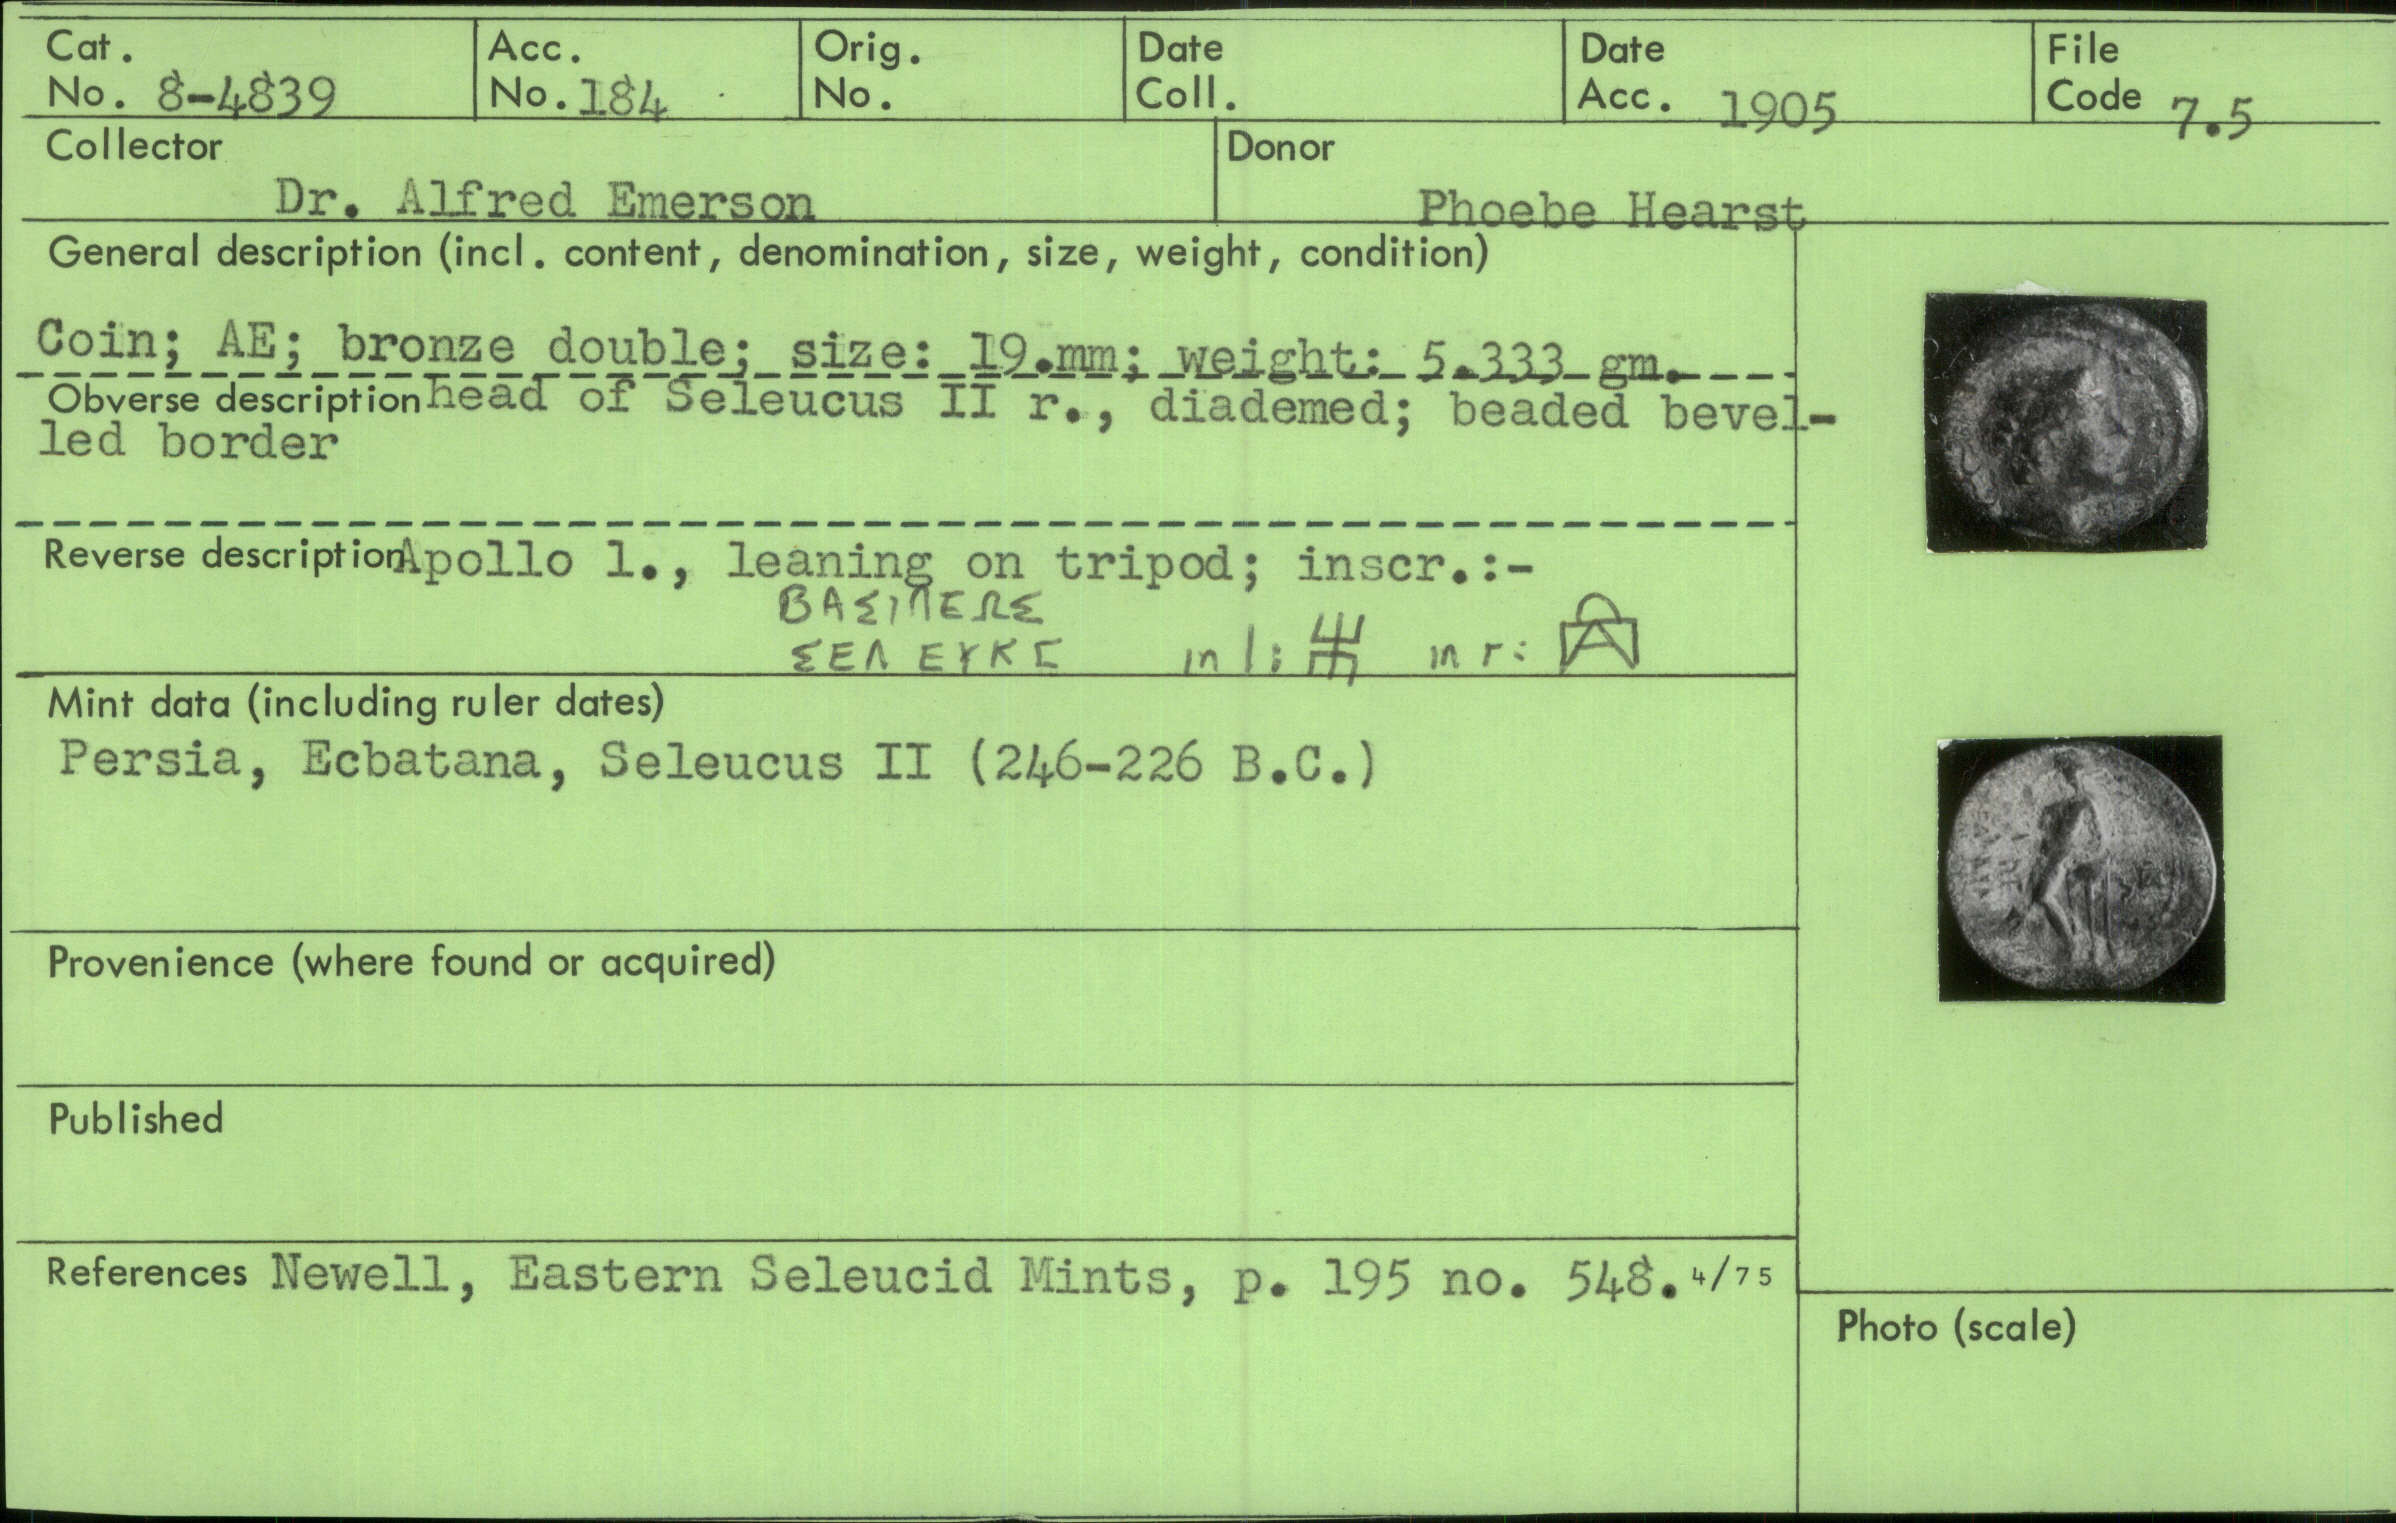 Cat. No. 8-4839
Acc. No. 184
Orig. No.
Date Coll.
Date Acc. 1905
File Code 7.5
Collector Dr. Alfred Emerson
Donor Phoebe Hearst
General description (incl. content, denomination, size, weight, condition)
Coin; AE; bronze double; size: 19.mm; weight: 5.333 gm.
Obverse description head of Seleucus II r., diademed; beaded bevel-
led border
Reverse description Apollo l., leaning on tripod; inscr.:-
ΒΑΣΙΛΕΩΣ
ΣΕΛΕΥΚΣ in l: in r:
Mint data (including ruler dates)
Persia, Ecbatana, Seleucus II (246-226 B.C.)
Provenience (where found or acquired)
Published
References Newell, Eastern Seleucid Mints, p. 195 no. 548. 4/75
Photo (scale)